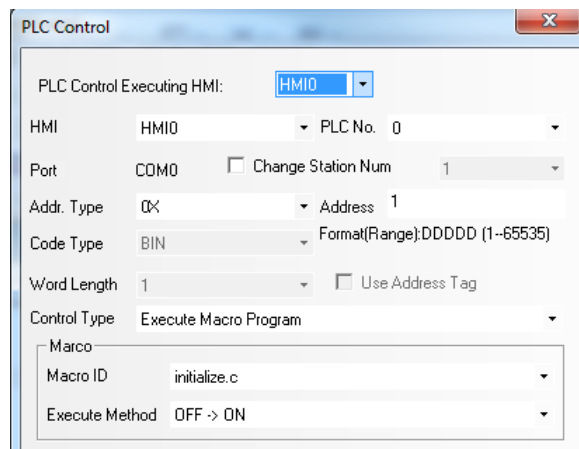 PLC Control
PLC Control Executing HMI: HMI0
HMI HMI0 PLC No. 0
Port COM0 Change Station Num 1
Addr. Type 0X Address 1
Code Type BIN Format(Range):DDDDD (1--65535)
Word Length 1 Use Address Tag
Control Type Execute Macro Program
Marco
Macro ID initialize.c
Execute Method OFF -> ON